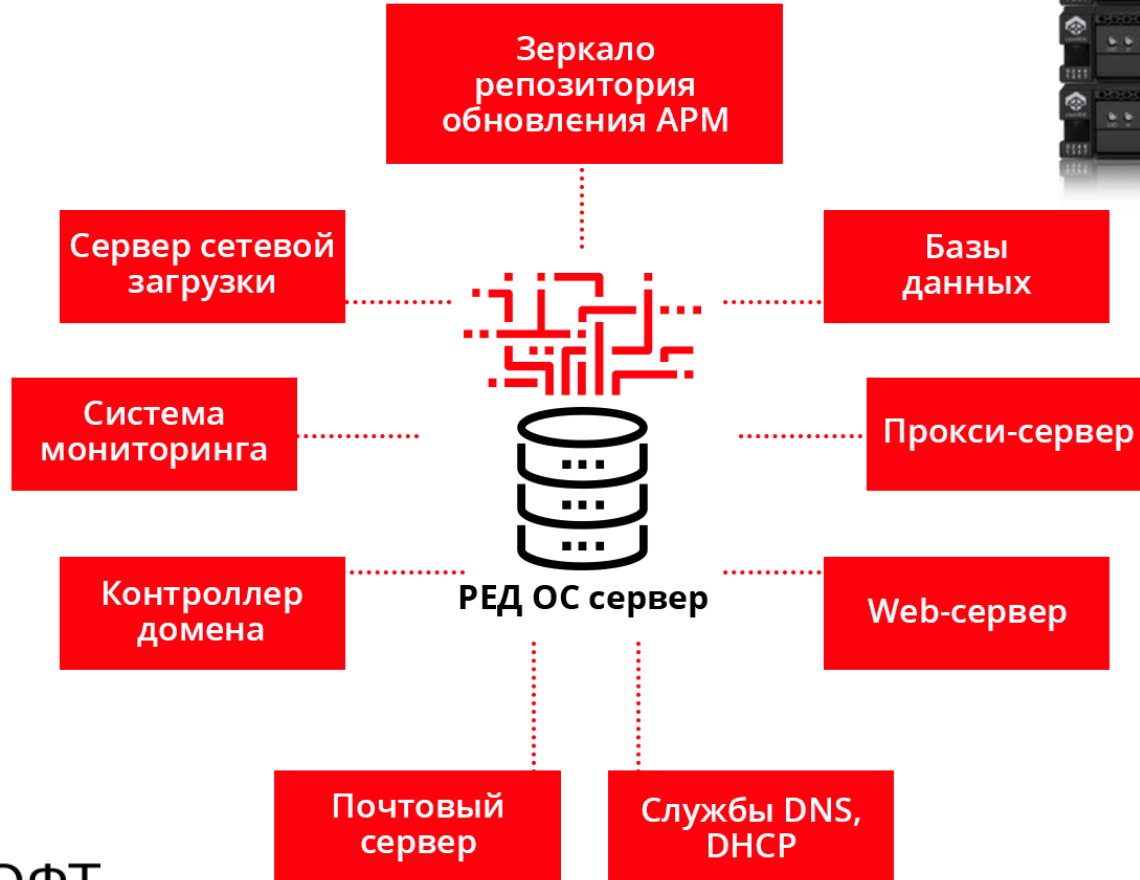 Зеркало
репозитория
обновления АРМ
Сервер сетевой
загрузки
Базы
данных
Система
мониторинга
Прокси-сервер
Контроллер
домена
РЕД ОС сервер
Web-сервер
Почтовый
сервер
Службы DNS,
DHCP